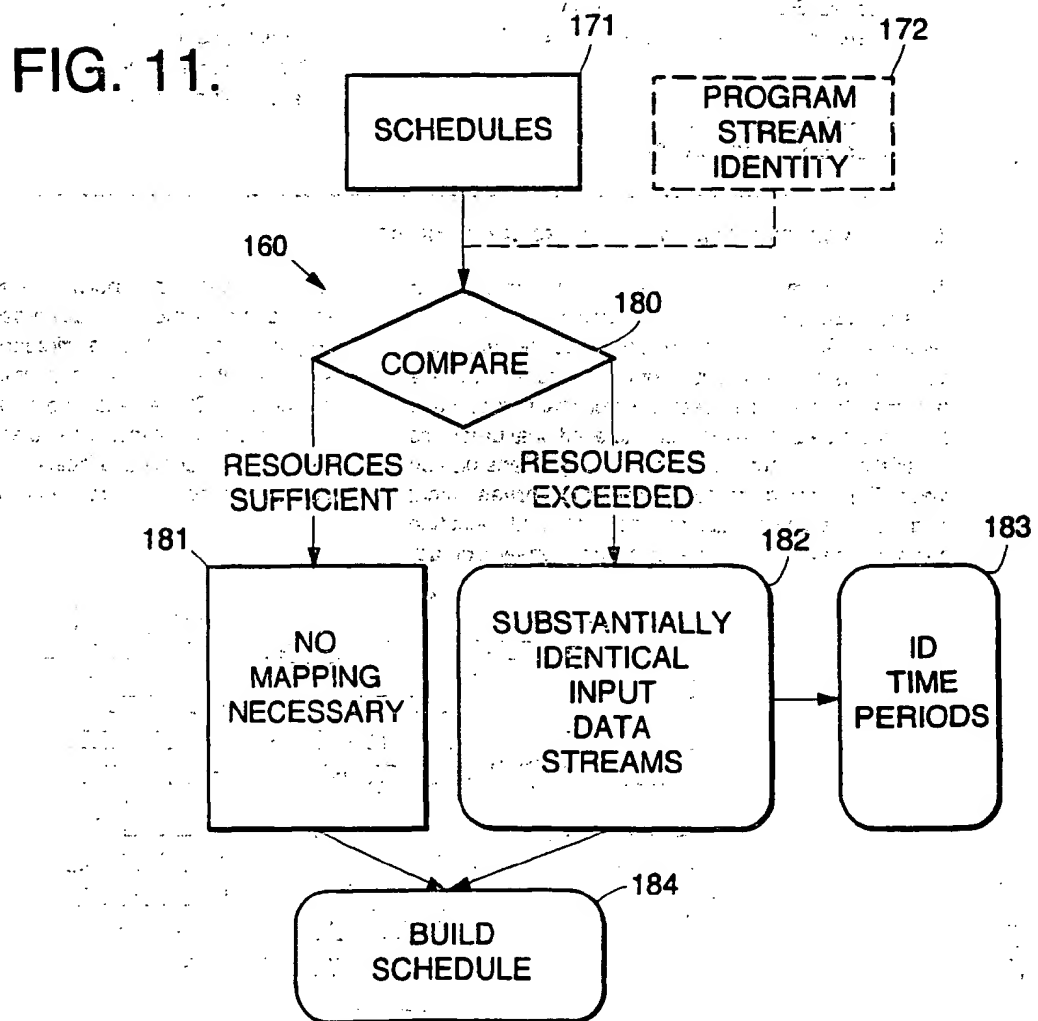 FIG. 11.
171
172
SCHEDULES
PROGRAM
STREAM
IDENTITY
160
180
COMPARE
RESOURCES
SUFFICIENT
RESOURCES
EXCEEDED
181
182
183
NO
MAPPING
NECESSARY
SUBSTANTIALLY
IDENTICAL
INPUT
DATA
STREAMS
ID
TIME
PERIODS
184
BUILD
SCHEDULE